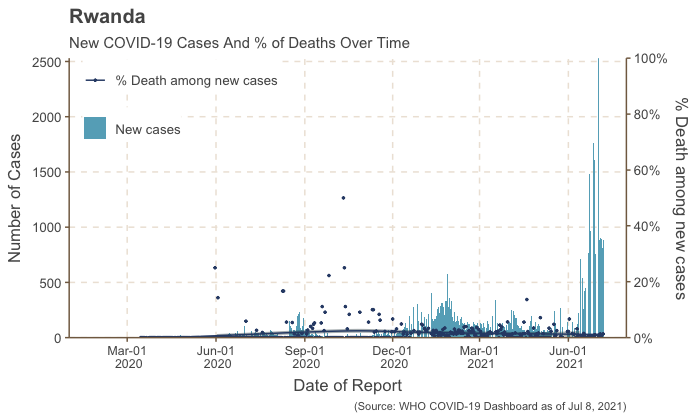 Rwanda
New COVID-19 Cases And % of Deaths Over Time
% Death among new cases
New cases
Number of Cases
2500
2000
1500
1000
500
0
100%
80%
60%
40%
20%
0%
% Death among new cases
Mar-01
2020
Jun-01
2020
Sep-01
2020
Dec-01
2020
Mar-01
2021
Jun-01
2021
Date of Report
(Source: WHO COVID-19 Dashboard as of Jul 8, 2021)